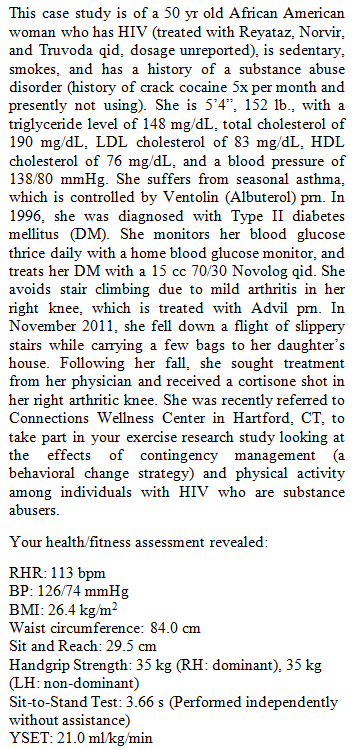 This case study is of a 50 yr old African American
woman who has HIV (treated with Reyataz, Norvir,
and Truvoda qid, dosage unreported), is sedentary,
smokes, and has a history of a substance abuse
disorder (history of crack cocaine 5x per month and
presently not using). She is 5’4”, 152 lb., with a
triglyceride level of 148 mg/dL, total cholesterol of
190 mg/dL, LDL cholesterol of 83 mg/dL, HDL
cholesterol of 76 mg/dL, and a blood pressure of
138/80 mmHg. She suffers from seasonal asthma,
which is controlled by Ventolin (Albuterol) prn. In
1996, she was diagnosed with Type II diabetes
mellitus (DM). She monitors her blood glucose
thrice daily with a home blood glucose monitor, and
treats her DM with a 15 cc 70/30 Novolog qid. She
avoids stair climbing due to mild arthritis in her
right knee, which is treated with Advil prn. In
November 2011, she fell down a flight of slippery
stairs while carrying a few bags to her daughter’s
house. Following her fall, she sought treatment
from her physician and received a cortisone shot in
her right arthritic knee. She was recently referred to
Connections Wellness Center in Hartford, CT, to
take part in your exercise research study looking at
the effects of contingency management (a
behavioral change strategy) and physical activity
among individuals with HIV who are substance
abusers.
Your health/fitness assessment revealed:
RHR: 113 bpm
BP: 126/74 mmHg
BMI: 26.4 kg/m²
Waist circumference: 84.0 cm
Sit and Reach: 29.5 cm
Handgrip Strength: 35 kg (RH: dominant), 35 kg
(LH: non-dominant)
Sit-to-Stand Test: 3.66 s (Performed independently
without assistance)
YSET: 21.0 ml/kg/min